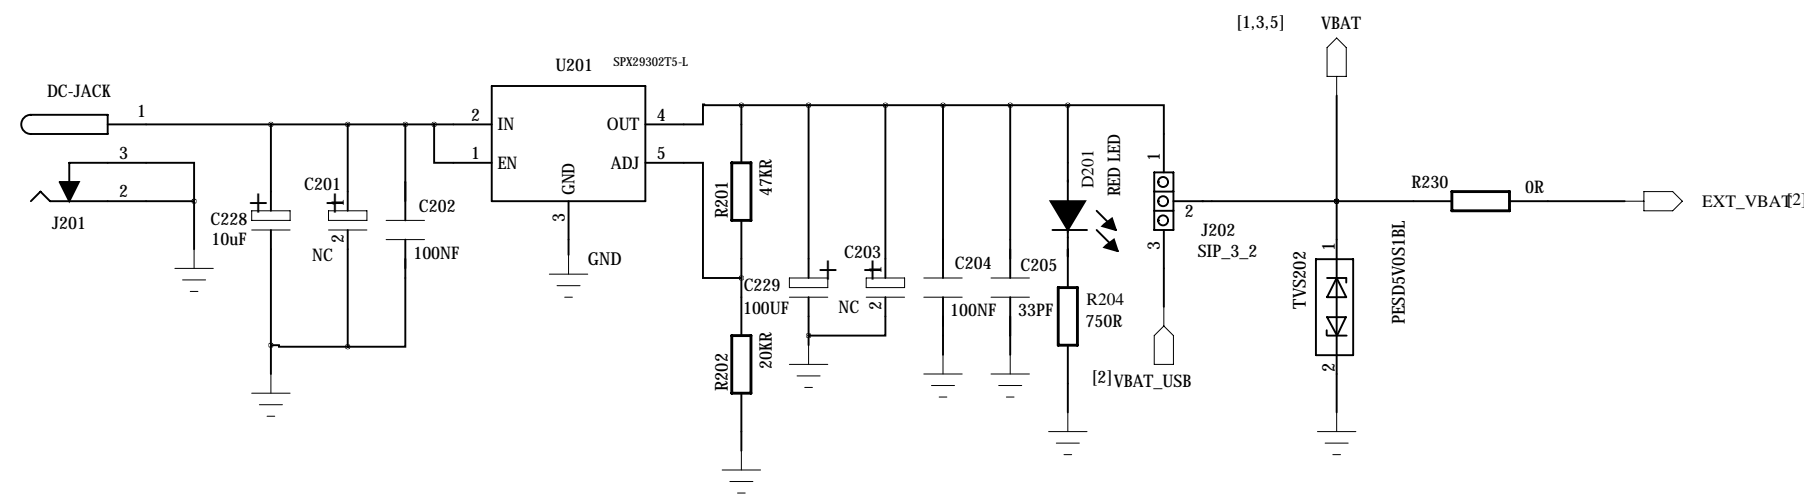 [1,3,5] VBAT
U201 SPX29302T5-L
DC-JACK
1
2 IN
OUT 4
1 EN
ADJ 5
GND
3
GND
3
2
J201
C228
10uF
C201
1
2
NC
C202
100NF
R201
47KR
R202
20KR
C229
100UF
C203
1
2
NC
C204
100NF
C205
33PF
D201
RED LED
R204
750R
1
2
3
J202
SIP_3_2
[2] VBAT_USB
TVS202
1
2
PESD5V0S1BL
R230
0R
EXT_VBAT[2]